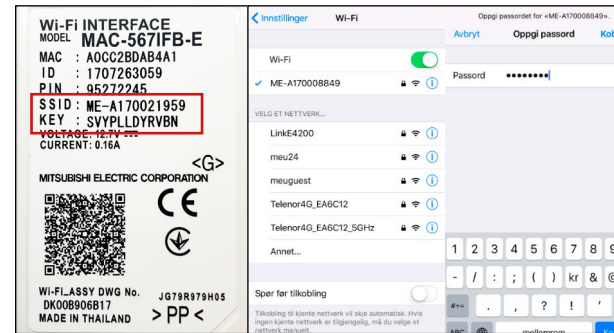 Wi-Fi INTERFACE
MODEL MAC-567IFB-E
MAC : A0CC2BDAB4A1
ID : 1707263059
PIN : 95272245
SSID : ME-A170021959
KEY : SVYPLLDYRVBN
VOLTAGE: 12.7V
CURRENT: 0.16A
<G>
MITSUBISHI ELECTRIC CORPORATION
CE
Wi-Fi_ASSY DWG No.
DK00B906B17
JG79R979H05
MADE IN THAILAND
>PP<
Innstillinger
Wi-Fi
Wi-Fi
ME-A170008849
VELG ET NETTVERK...
LinkE4200
meu24
meuguest
Telenor4G_EA6C12
Telenor4G_EA6C12_5GHz
Annet...
Spør før tilkobling
Tilkobling til kjente nettverk vil skje automatisk. Hvis
ingen kjente nettverk er tilgjengelig, må du velge et
nettverk manuelt.
Oppgi passordet for «ME-A170008849».
Avbryt
Oppgi passord
Passord ••••••••
1 2 3 4 5 6 7 8 9
- / : ; ( ) kr & @
#+= . , ? ! '
ABC
mellomrom